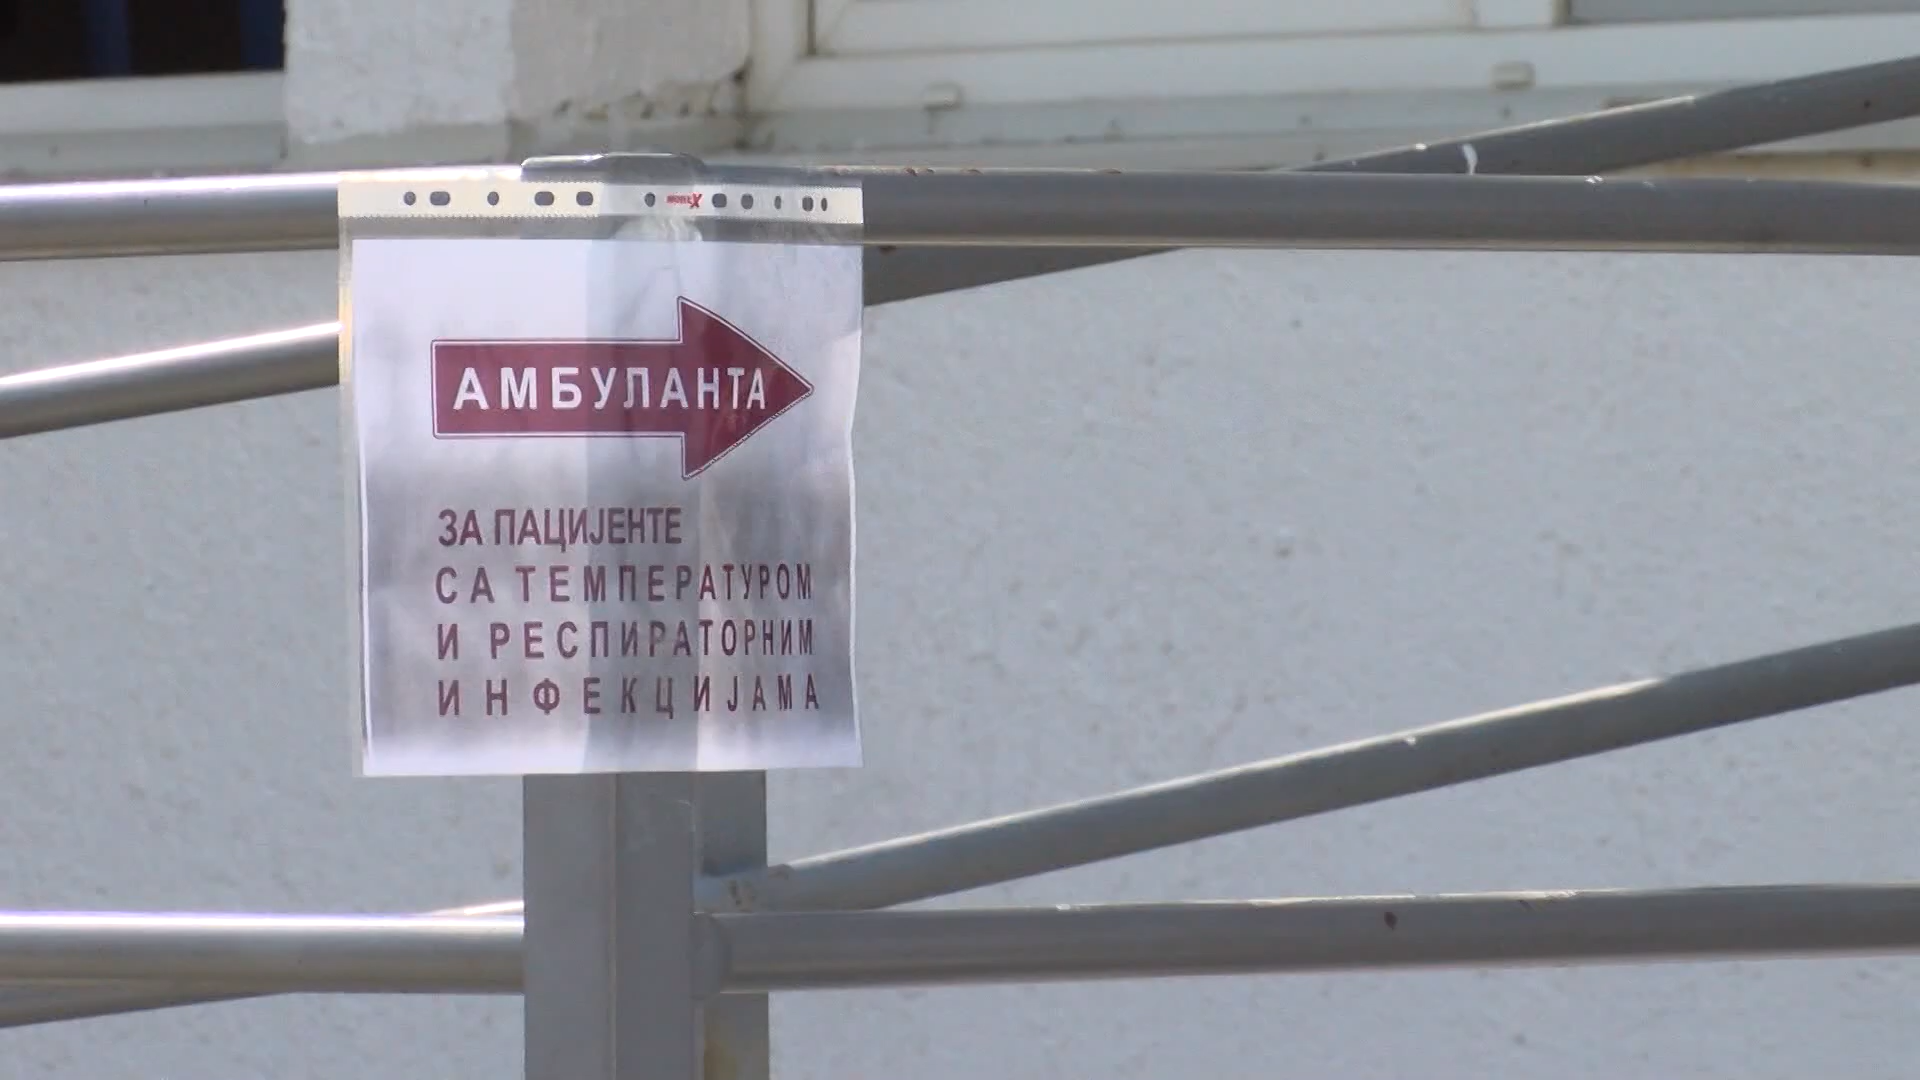 АМБУЛАНТА
ЗА ПАЦИЈЕНТЕ
СА ТЕМПЕРАТУРОМ
И РЕСПИРАТОРНИМ
ИНФЕКЦИЈАМА